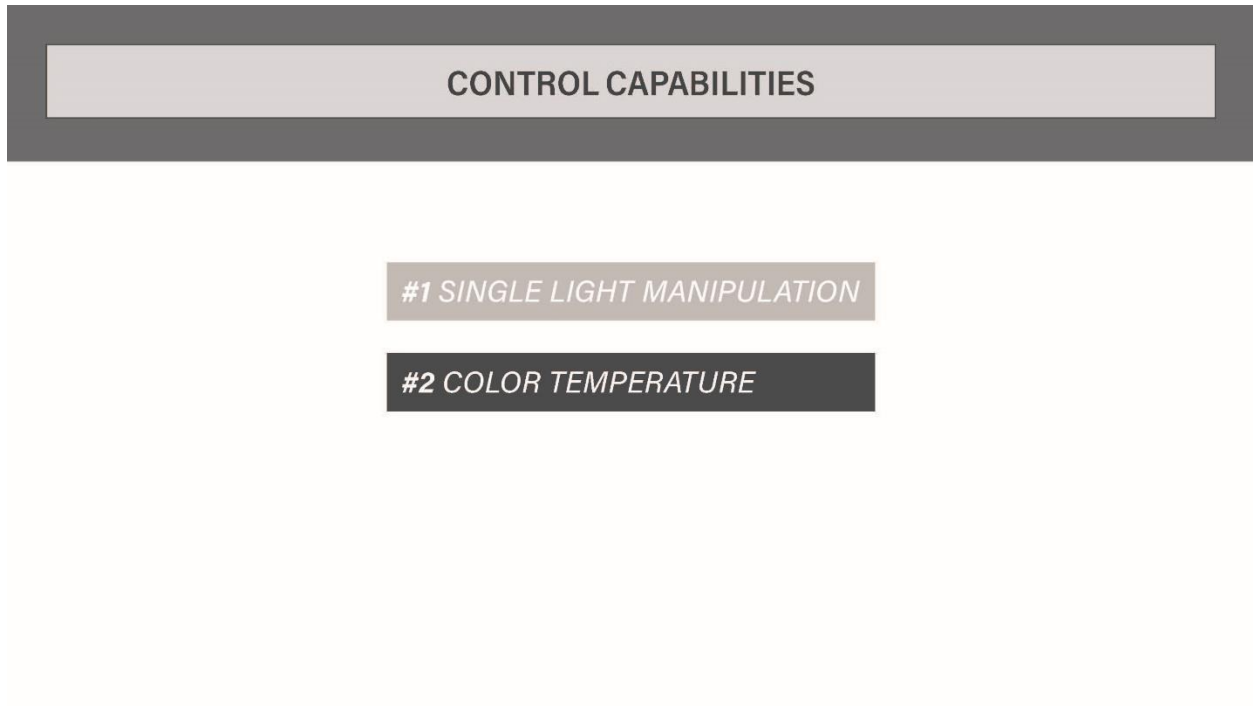 CONTROL CAPABILITIES
#1 SINGLE LIGHT MANIPULATION
#2 COLOR TEMPERATURE